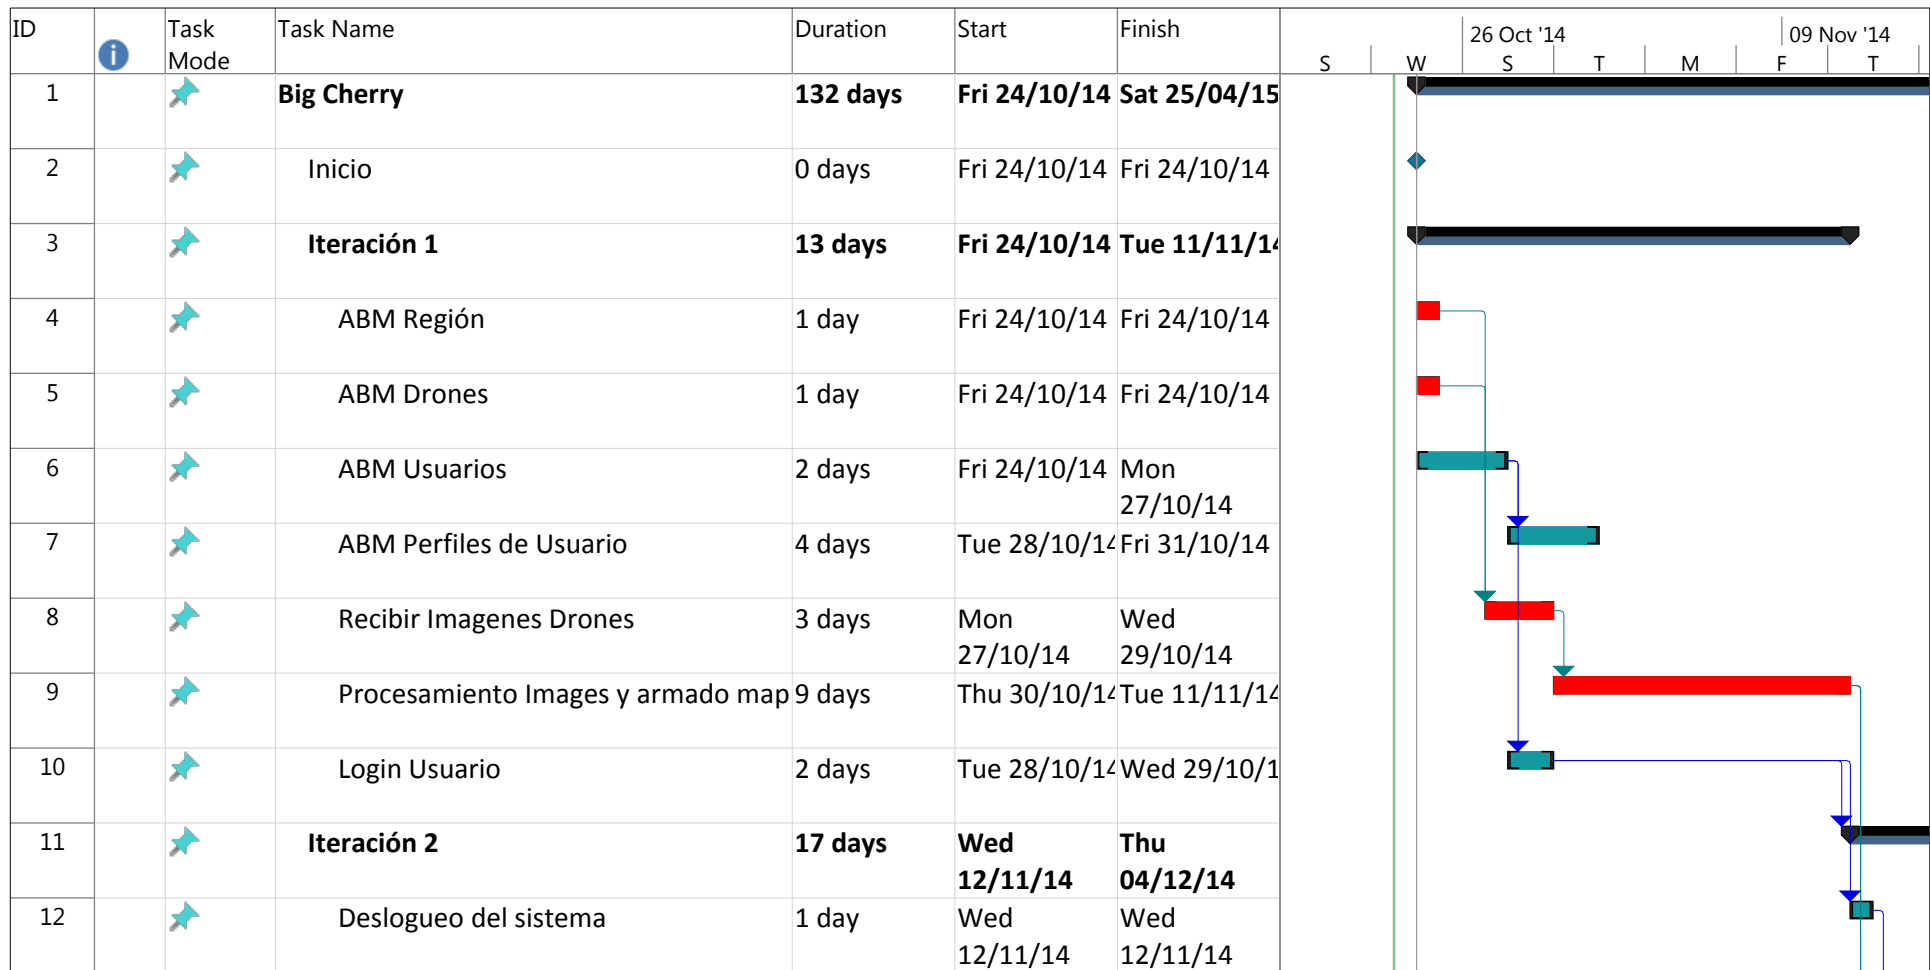 ID Task Mode Task Name Duration Start Finish 26 Oct '14 09 Nov '14
S W S T M F T
1 Big Cherry 132 days Fri 24/10/14 Sat 25/04/15
2 Inicio 0 days Fri 24/10/14 Fri 24/10/14
3 Iteración 1 13 days Fri 24/10/14 Tue 11/11/14
4 ABM Región 1 day Fri 24/10/14 Fri 24/10/14
5 ABM Drones 1 day Fri 24/10/14 Fri 24/10/14
6 ABM Usuarios 2 days Fri 24/10/14 Mon 27/10/14
7 ABM Perfiles de Usuario 4 days Tue 28/10/14 Fri 31/10/14
8 Recibir Imagenes Drones 3 days Mon 27/10/14 Wed 29/10/14
9 Procesamiento Images y armado map 9 days Thu 30/10/14 Tue 11/11/14
10 Login Usuario 2 days Tue 28/10/14 Wed 29/10/1
11 Iteración 2 17 days Wed 12/11/14 Thu 04/12/14
12 Deslogueo del sistema 1 day Wed 12/11/14 Wed 12/11/14